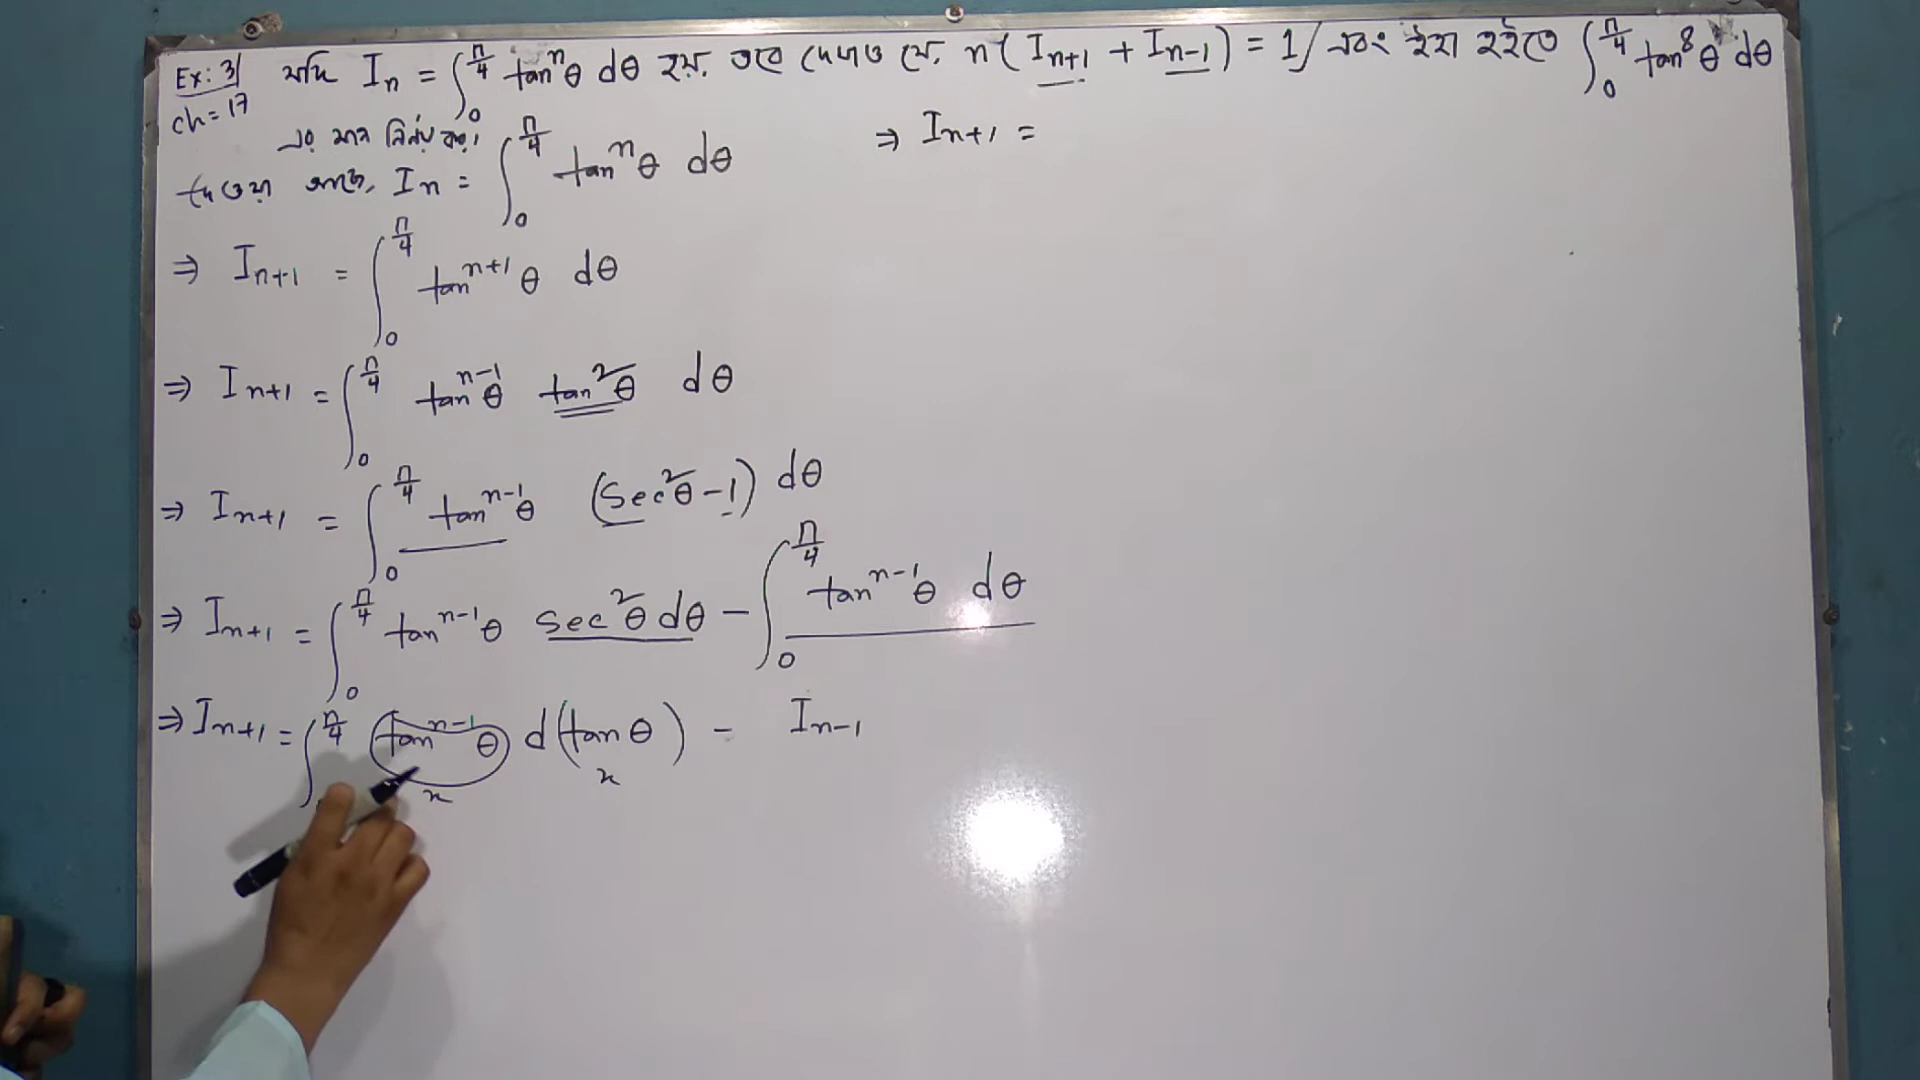 Ex: 3| যদি I_n = ∫_0^{π/4} tan^n θ dθ হয়, তবে দেখাও যে, n (I_{n+1} + I_{n-1}) = 1 / এবং ইহা হইতে ∫_0^{π/4} tan^8 θ dθ
ch = 17
এর মান নির্ণয় কর।
দেওয়া আছে, I_n = ∫_0^{π/4} tan^n θ dθ
⇒ I_{n+1} = ∫_0^{π/4} tan^{n+1} θ dθ
⇒ I_{n+1} = ∫_0^{π/4} tan^{n-1} θ tan^2 θ dθ
⇒ I_{n+1} = ∫_0^{π/4} tan^{n-1} θ (sec^2 θ - 1) dθ
⇒ I_{n+1} = ∫_0^{π/4} tan^{n-1} θ sec^2 θ dθ - ∫_0^{π/4} tan^{n-1} θ dθ
⇒ I_{n+1} = ∫^{π/4} tan^{n-1} θ d(tan θ) - I_{n-1}
x x
⇒ I_{n+1} =